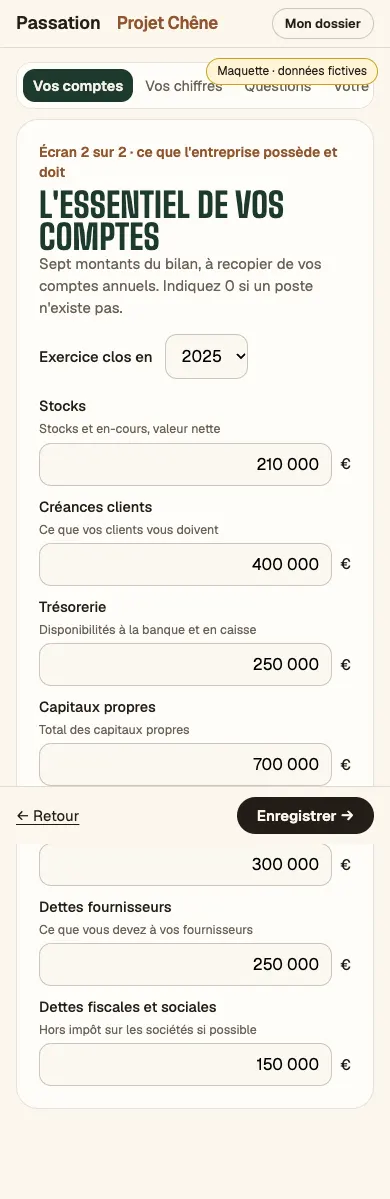 Passation Projet Chêne
Mon dossier
Maquette · données fictives
Vos comptes Vos chiffres Questions Votre
Écran 2 sur 2 · ce que l'entreprise possède et
doit
L'ESSENTIEL DE VOS
COMPTES
Sept montants du bilan, à recopier de vos
comptes annuels. Indiquez 0 si un poste
n'existe pas.
Exercice clos en 2025
Stocks
Stocks et en-cours, valeur nette
210 000 €
Créances clients
Ce que vos clients vous doivent
400 000 €
Trésorerie
Disponibilités à la banque et en caisse
250 000 €
Capitaux propres
Total des capitaux propres
700 000 €
← Retour
Enregistrer →
300 000 €
Dettes fournisseurs
Ce que vous devez à vos fournisseurs
250 000 €
Dettes fiscales et sociales
Hors impôt sur les sociétés si possible
150 000 €